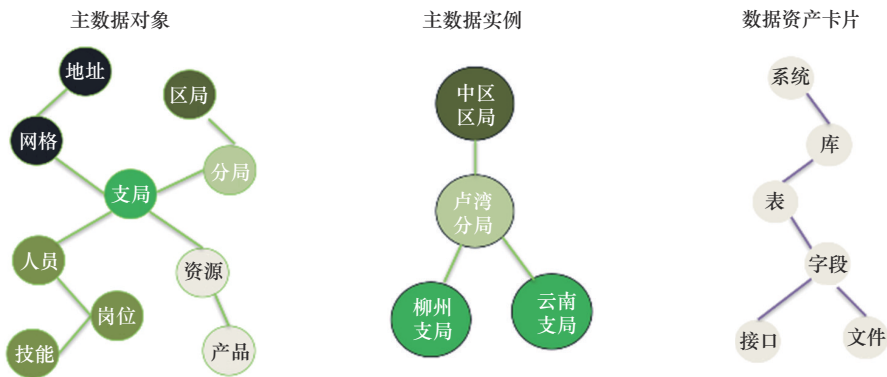 主数据对象
主数据实例
数据资产卡片
地址
区局
网格
分局
支局
人员
资源
岗位
技能
产品
中区
区局
卢湾
分局
柳州
支局
云南
支局
系统
库
表
字段
接口
文件